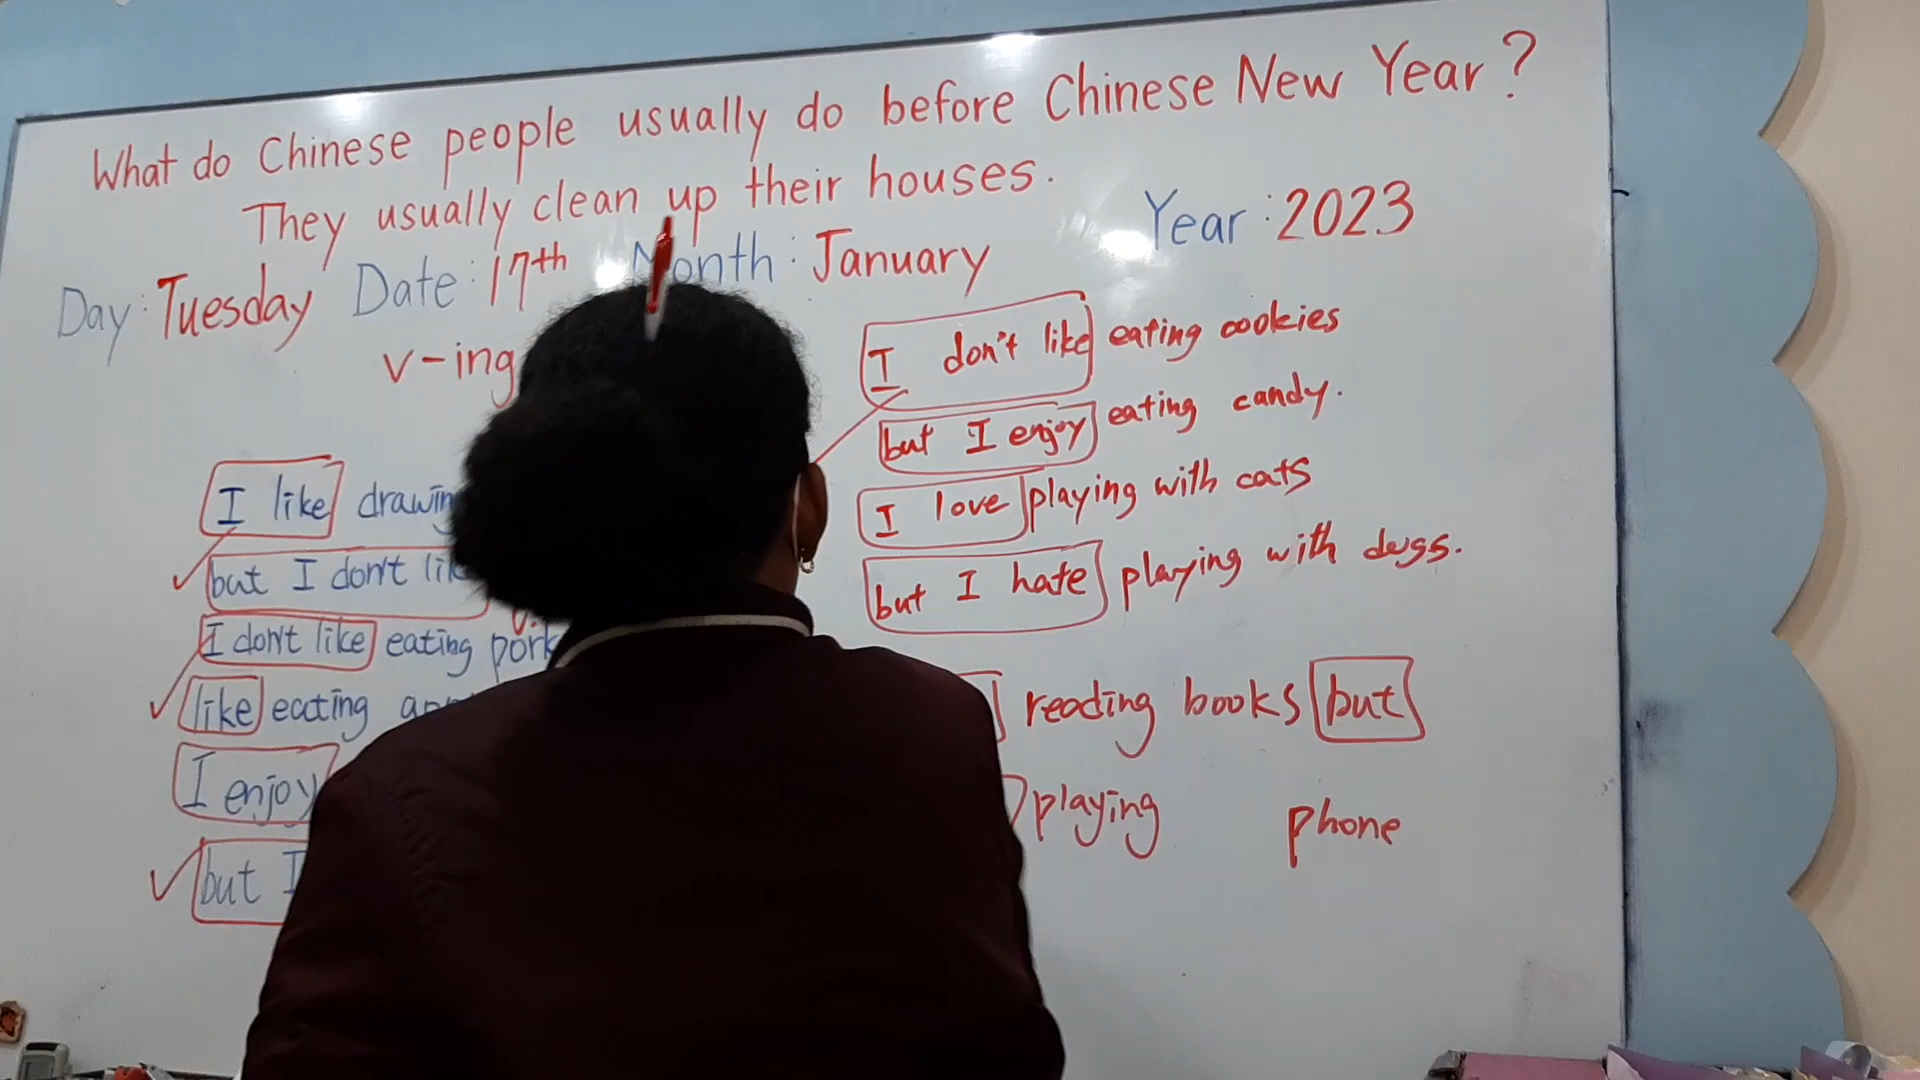 What do Chinese people usually do before Chinese New Year?
They usually clean up their houses.
Day: Tuesday Date: 17th Month: January Year: 2023
v-ing
I like
but I don't
I don't like eating pork
like eating
I enjoy
but I
I don't like eating cookies
but I enjoy eating candy.
I love playing with cats
but I hate playing with dogs.
reading books but
playing phone